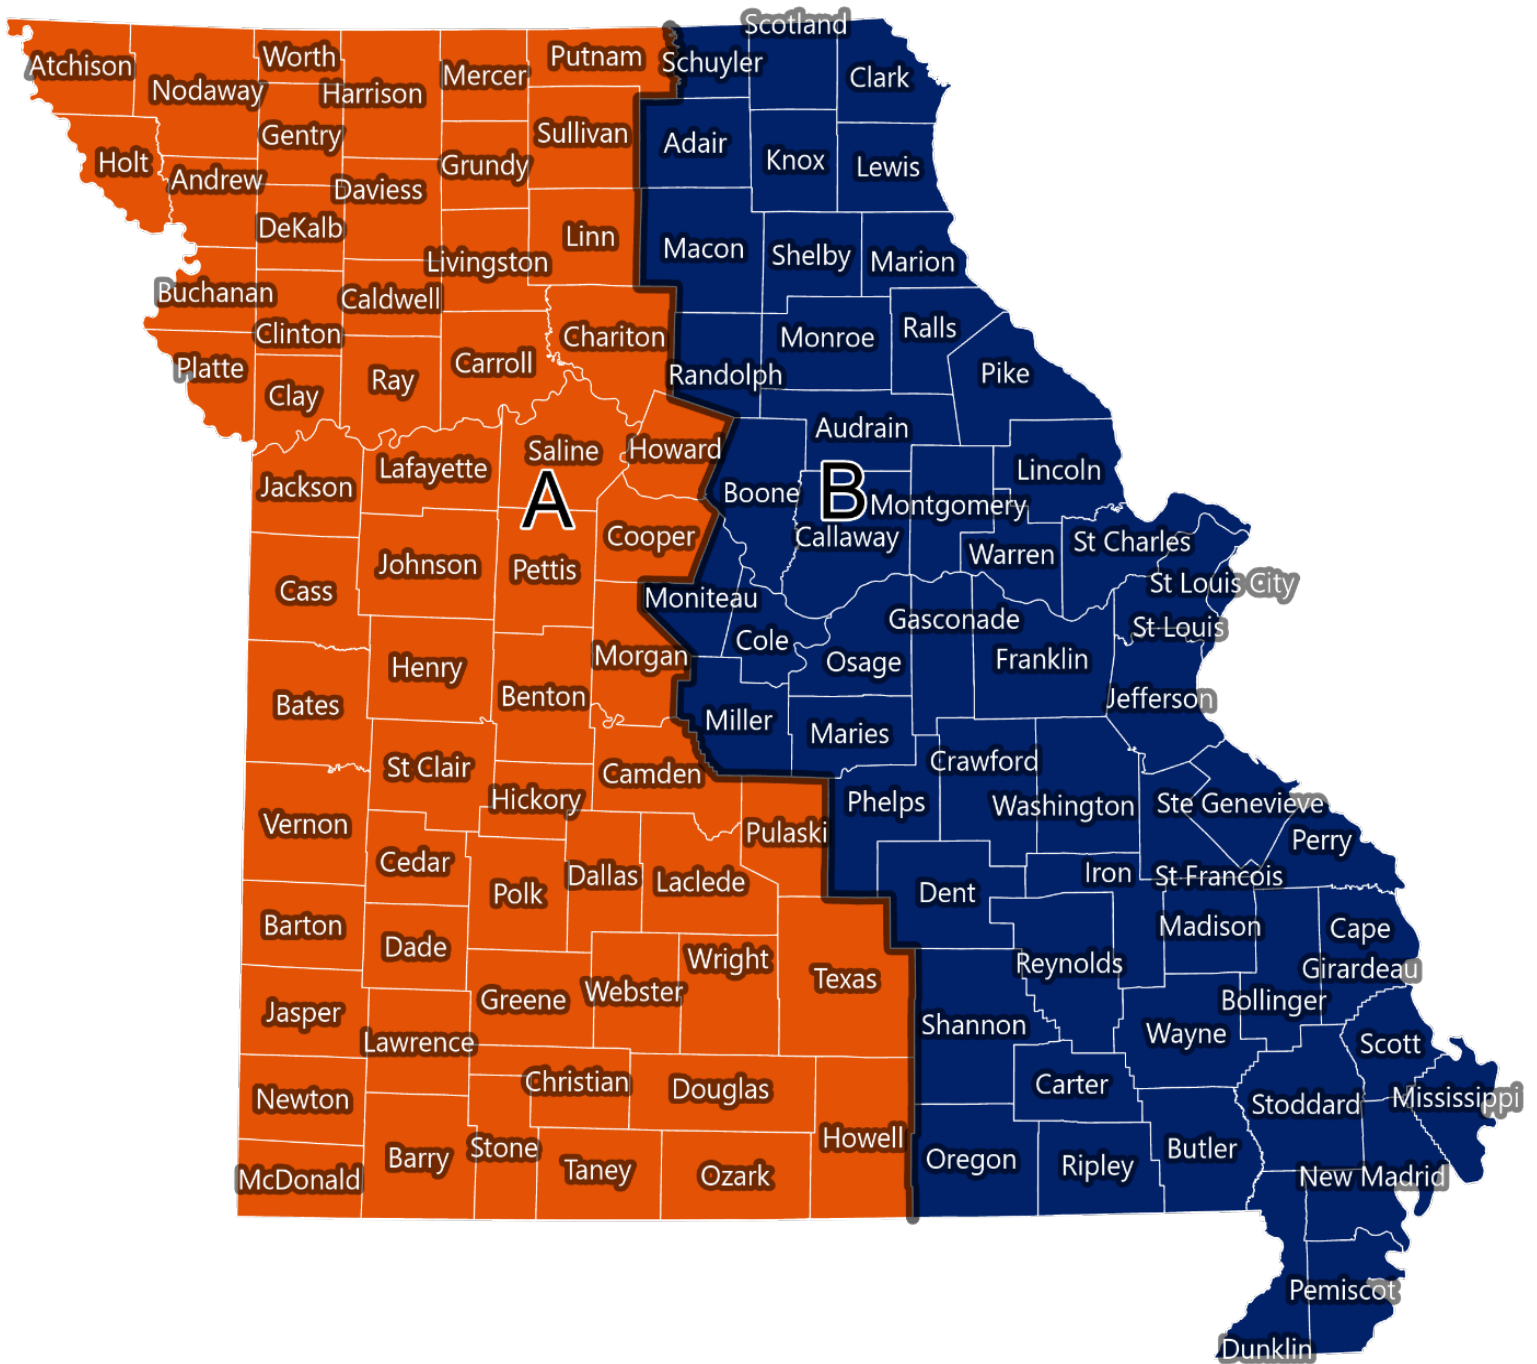 Scotland
Atchison
Worth
Putnam
Schuyler
Nodaway
Harrison
Mercer
Clark
Gentry
Sullivan
Adair
Knox
Lewis
Holt
Andrew
Daviess
Grundy
DeKalb
Linn
Macon
Shelby
Marion
Livingston
Buchanan
Caldwell
Clinton
Chariton
Monroe
Ralls
Platte
Clay
Ray
Carroll
Randolph
Pike
Audrain
Jackson
Lafayette
Saline
Howard
Lincoln
A
Boone
B
Montgomery
Cooper
Callaway
Johnson
Pettis
Warren
St Charles
Cass
Moniteau
St Louis City
Cole
Gasconade
St Louis
Henry
Morgan
Osage
Franklin
Bates
Benton
Miller
Maries
Jefferson
St Clair
Camden
Crawford
Hickory
Phelps
Washington
Ste Genevieve
Vernon
Pulaski
Perry
Cedar
Polk
Dallas
Laclede
Dent
Iron
St Francois
Barton
Dade
Wright
Texas
Madison
Cape
Girardeau
Reynolds
Jasper
Greene
Webster
Bollinger
Lawrence
Shannon
Wayne
Scott
Newton
Christian
Douglas
Carter
Stoddard
Mississippi
McDonald
Barry
Stone
Taney
Ozark
Howell
Oregon
Ripley
Butler
New Madrid
Pemiscot
Dunklin